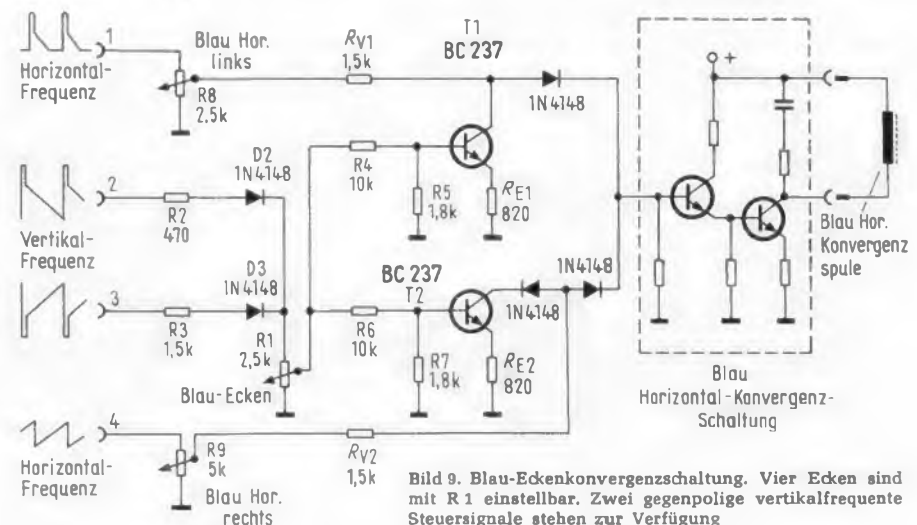 1
Horizontal-
Frequenz
Blau Hor.
links
R8
2,5k
RV1
1,5k
T1
BC 237
1N4148
+
2
Vertikal-
Frequenz
R2
470
D2
1N4148
R4
10k
R5
1,8k
RE1
820
3
R3
1,5k
D3
1N4148
R1
2,5k
Blau-Ecken
BC 237
T2
R6
10k
R7
1,8k
RE2
820
1N4148
1N4148
Blau Hor.
Konvergenz
spule
Blau
Horizontal-Konvergenz-
Schaltung
4
Horizontal-
Frequenz
R9
5k
Blau Hor.
rechts
RV2
1,5k
Bild 9. Blau-Eckenkonvergenzschaltung. Vier Ecken sind
mit R 1 einstellbar. Zwei gegenpolige vertikalfrequente
Steuersignale stehen zur Verfügung